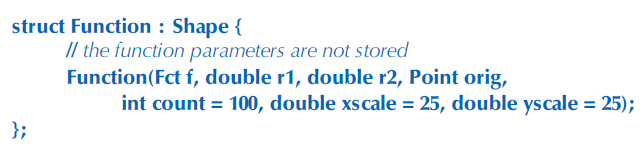 struct Function : Shape {
// the function parameters are not stored
Function(Fct f, double r1, double r2, Point orig,
int count = 100, double xscale = 25, double yscale = 25);
};